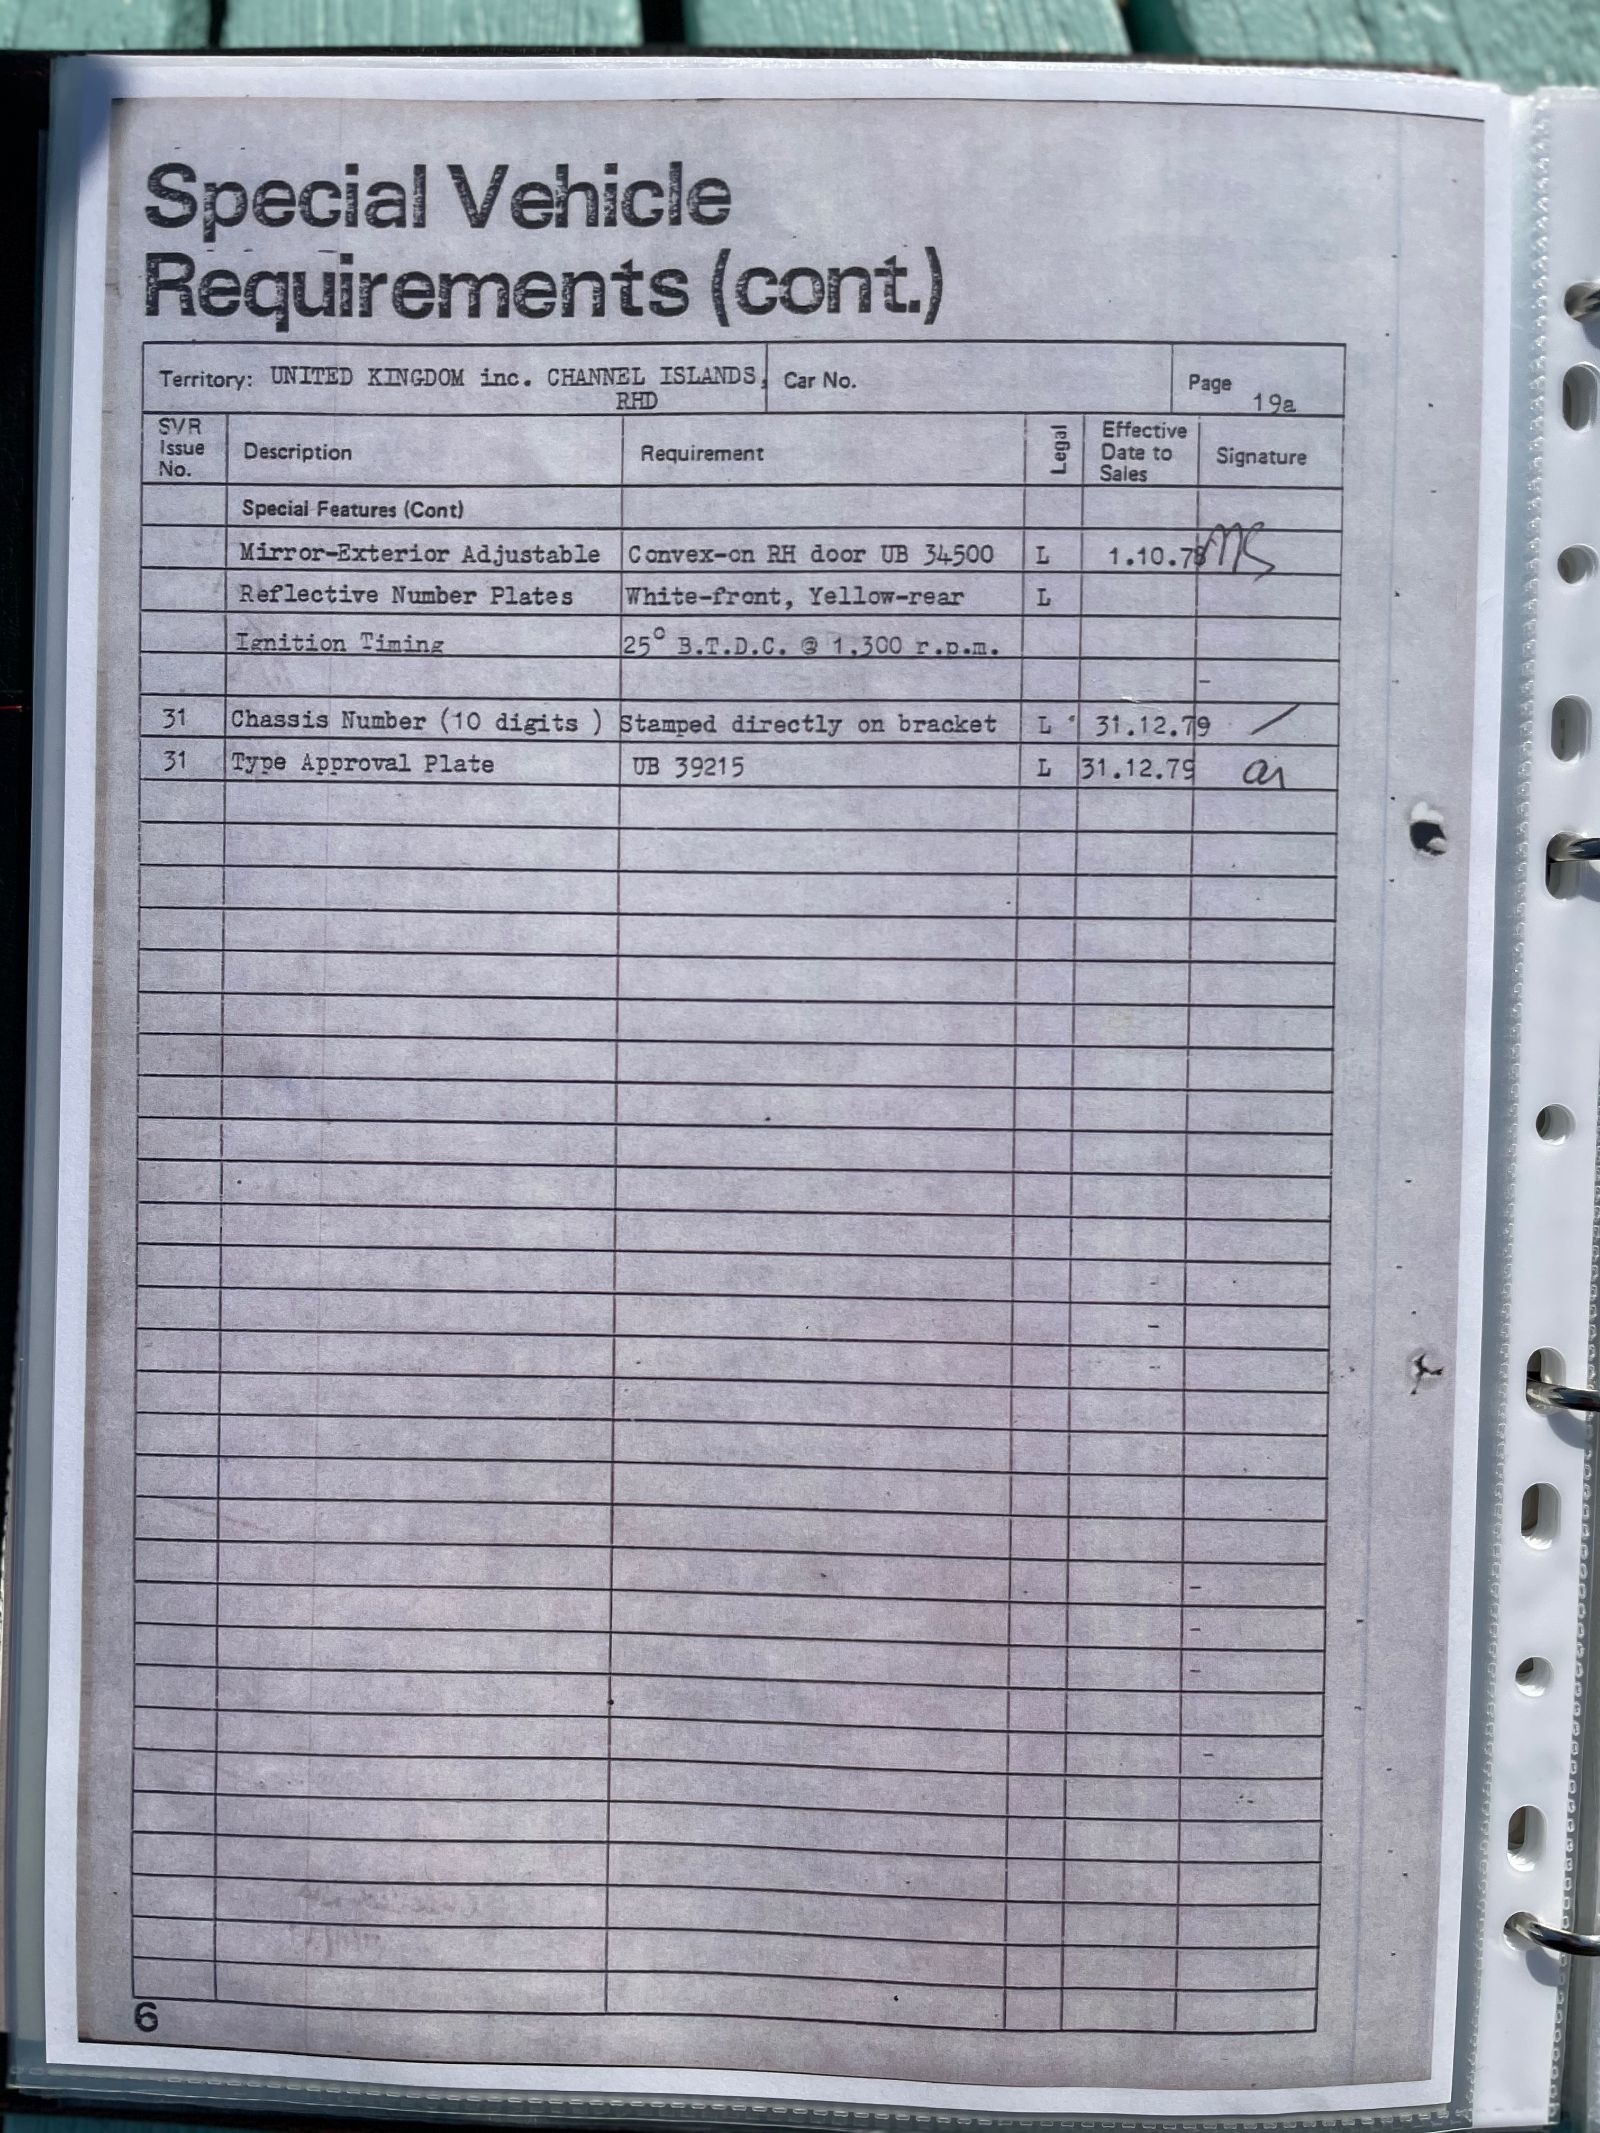 Special Vehicle
Requirements (cont.)
Territory: UNITED KINGDOM inc. CHANNEL ISLANDS, RHD Car No. Page 19a
SVR Issue No. Description Requirement Legal Effective Date to Sales Signature
Special Features (Cont)
Mirror-Exterior Adjustable Convex-on RH door UB 34500 L
Reflective Number Plates White-front, Yellow-rear L
Ignition Timing 25° B.T.D.C. @ 1,300 r.p.m.
31 Chassis Number (10 digits ) Stamped directly on bracket L 31.12.79
31 Type Approval Plate UB 39215 L 31.12.79
6